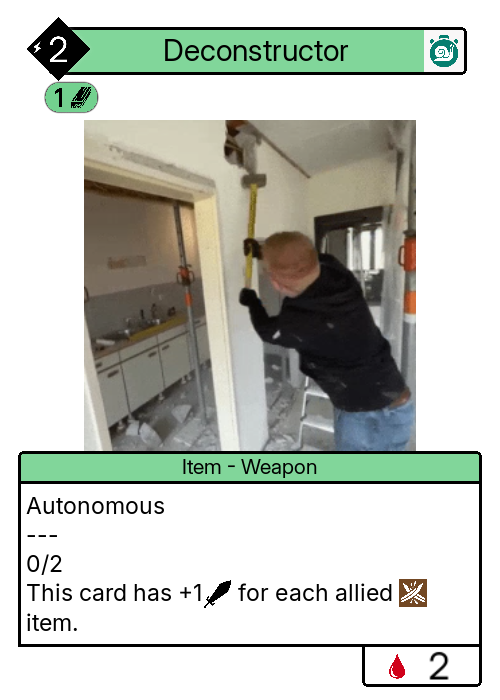 2
Deconstructor
1
Item - Weapon
Autonomous
---
0/2
This card has +1 for each allied
item.
2